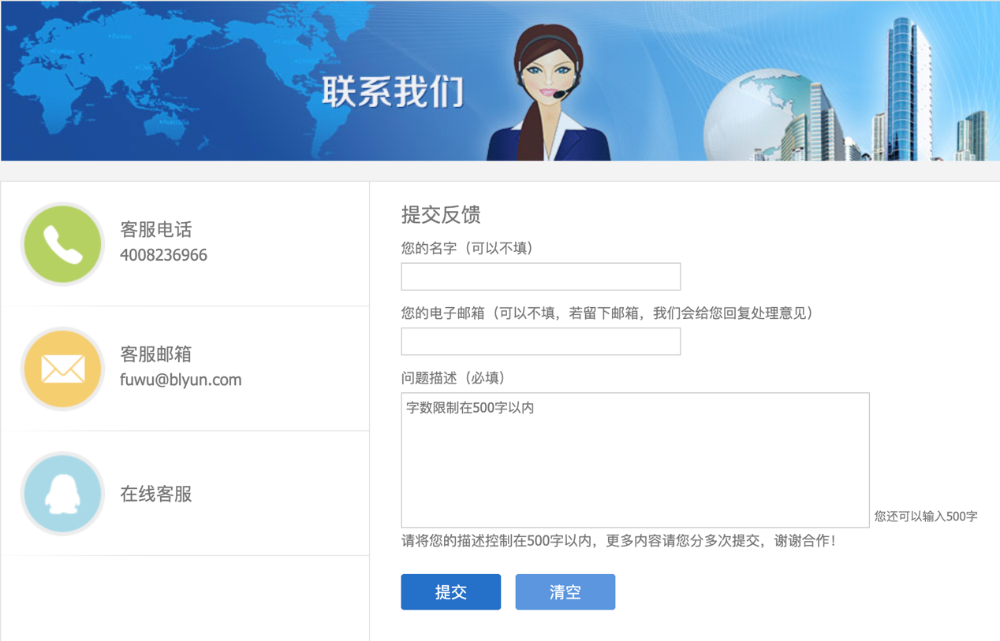 联系我们
客服电话
4008236966
客服邮箱
fuwu@blyun.com
在线客服
提交反馈
您的名字（可以不填）
您的电子邮箱（可以不填，若留下邮箱，我们会给您回复处理意见）
问题描述（必填）
字数限制在500字以内
您还可以输入500字
请将您的描述控制在500字以内，更多内容请您分多次提交，谢谢合作！
提交
清空